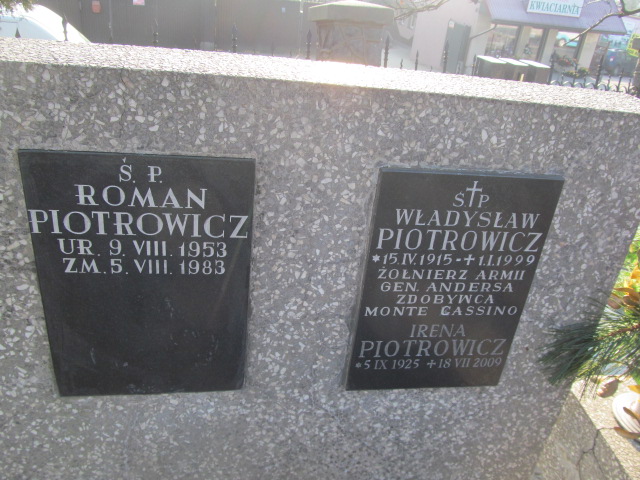 KWIACIARNIA
Ś. P.
ROMAN
PIOTROWICZ
UR. 9. VIII. 1953
ZM. 5. VIII. 1983
Ś✝P
WŁADYSŁAW
PIOTROWICZ
*15.IV.1915-✝1.I.1999
ŻOŁNIERZ ARMII
GEN. ANDERSA
ZDOBYWCA
MONTE CASSINO
IRENA
PIOTROWICZ
*5 IX 1925 ✝18 VII 2009